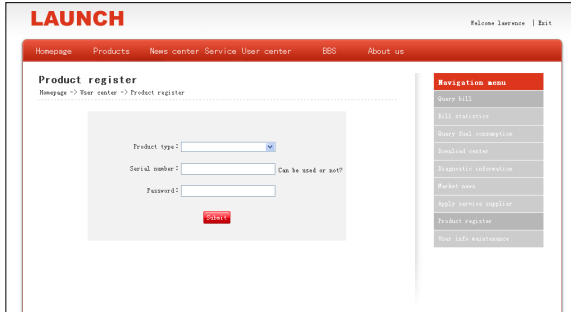 LAUNCH
Welcome lawrence | Exit
Homepage Products News center Service User center BBS About us
Product register
Homepage -> User center -> Product register
Product type:
Serial number: Can be used or not?
Password:
Submit
Navigation menu
Query bill
Bill statistics
Query fuel consumption
Download center
Diagnostic information
Market news
Apply service supplier
Product register
User info maintenance